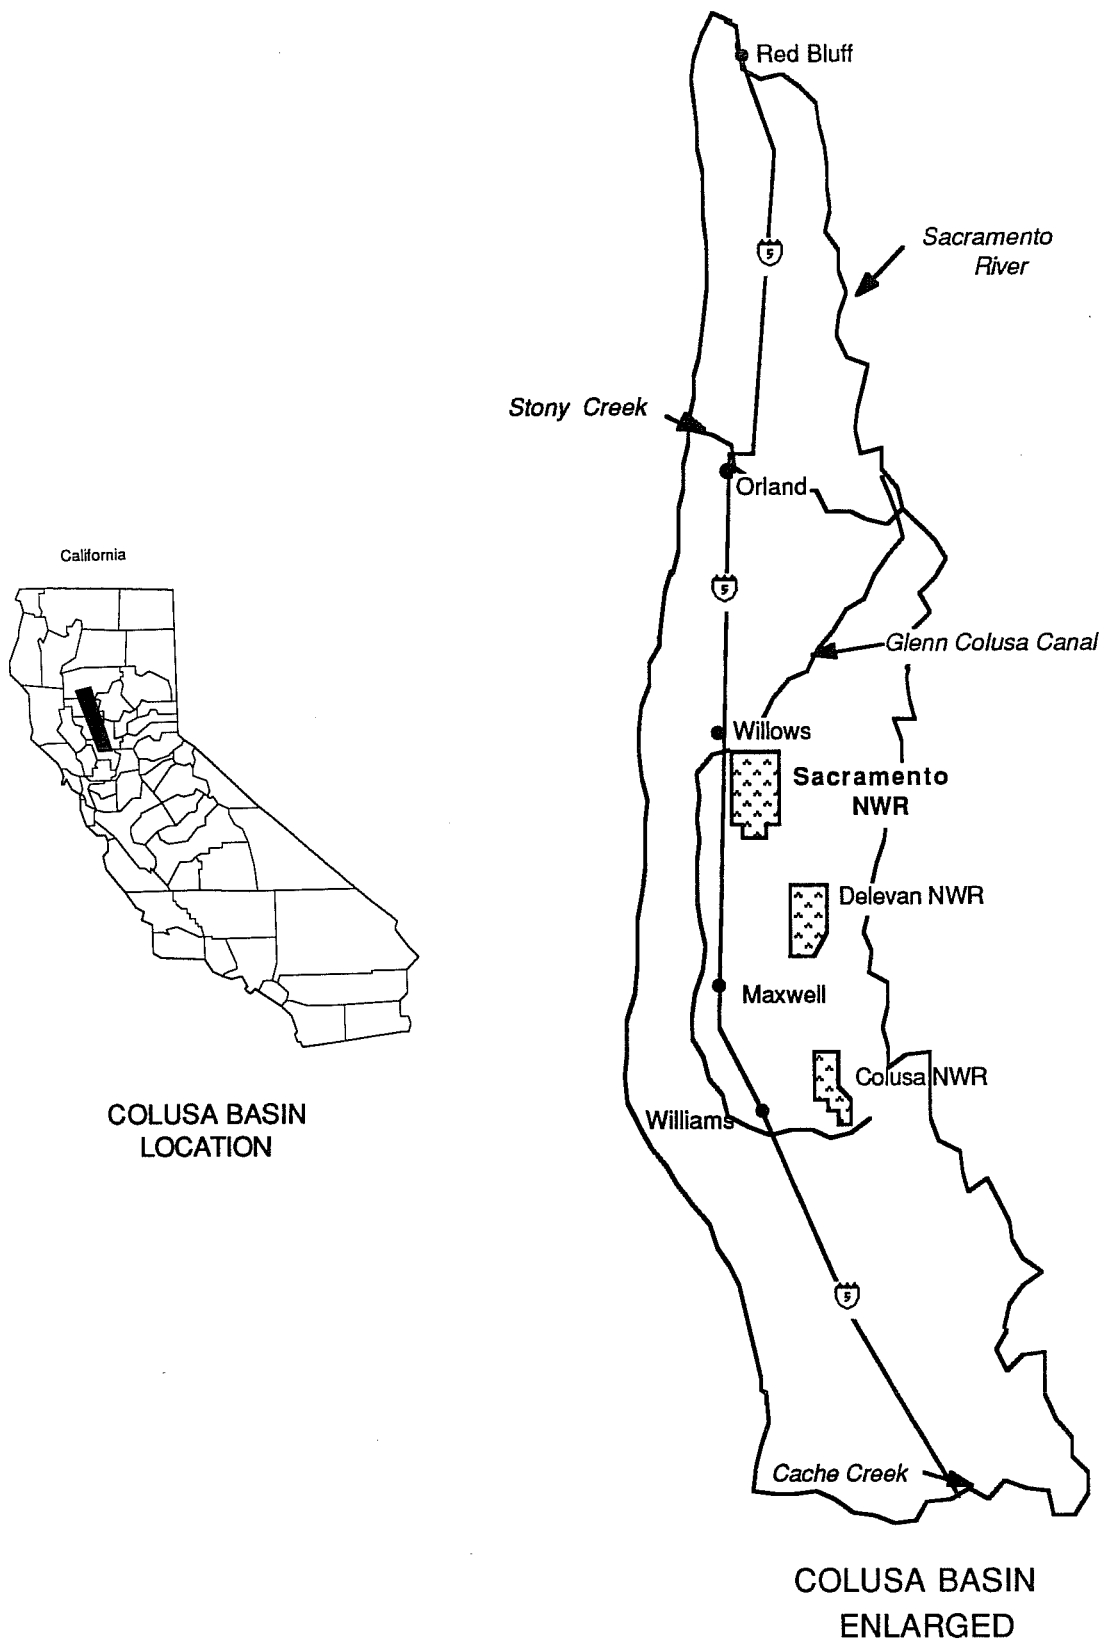 Red Bluff
5
Sacramento
River
Stony Creek
Orland
5
Glenn Colusa Canal
Willows
Sacramento
NWR
Delevan NWR
Maxwell
Colusa NWR
Williams
5
Cache Creek
COLUSA BASIN
ENLARGED
California
COLUSA BASIN
LOCATION